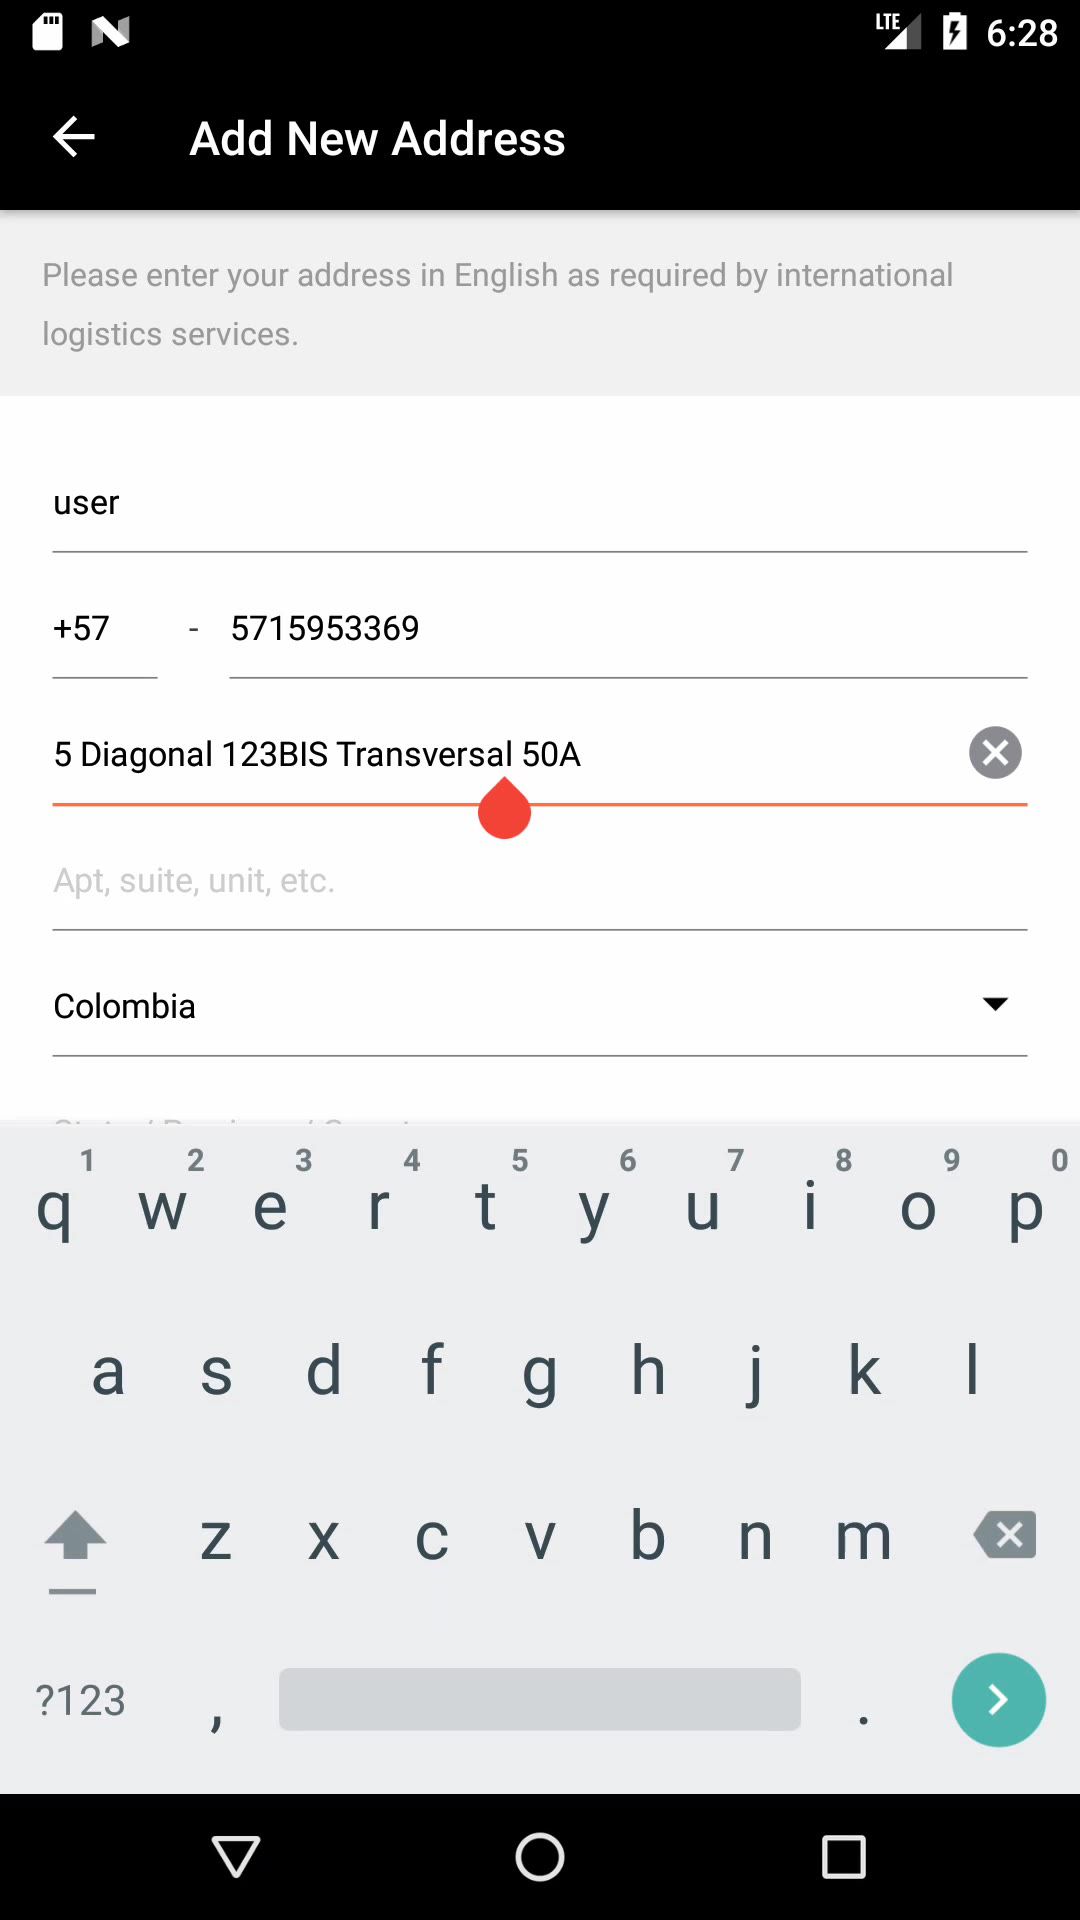 LTE 6:28
Add New Address
Please enter your address in English as required by international
logistics services.
user
+57 - 5715953369
5 Diagonal 123BIS Transversal 50A
Apt, suite, unit, etc.
Colombia
1 2 3 4 5 6 7 8 9 0
q w e r t y u i o p
a s d f g h j k l
z x c v b n m
?123 , .